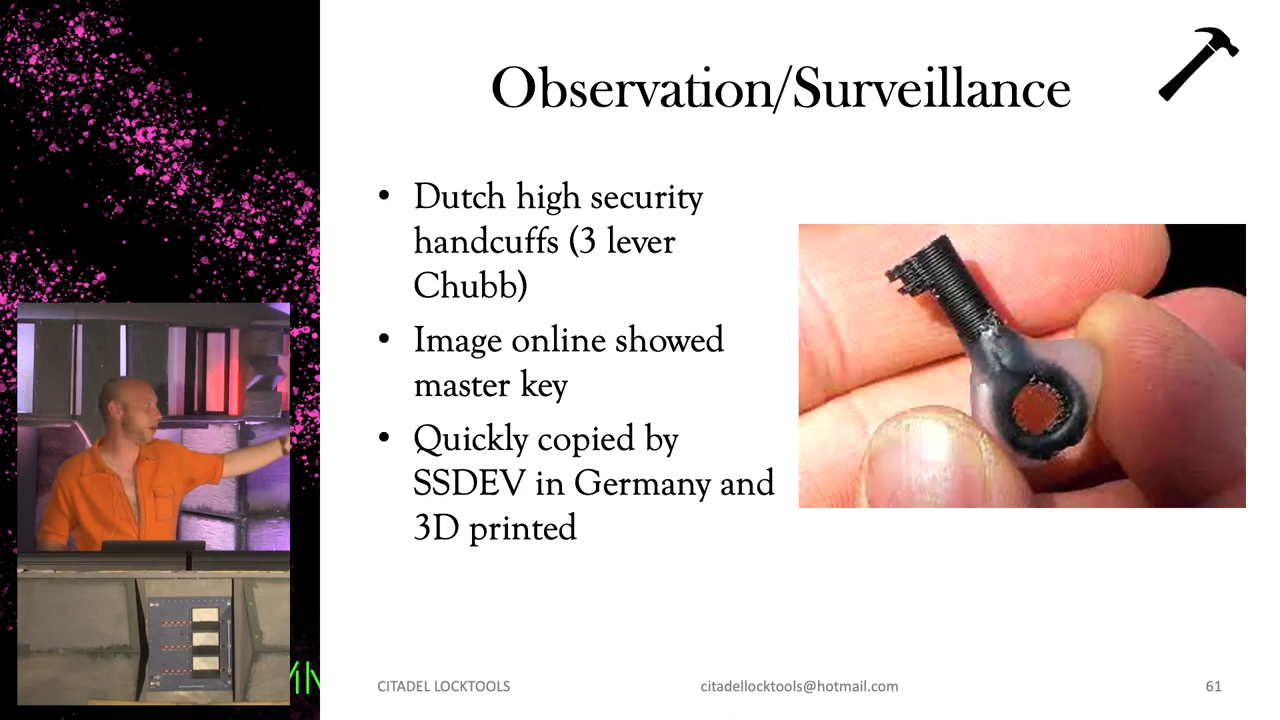 Observation/Surveillance
• Dutch high security
handcuffs (3 lever
Chubb)
• Image online showed
master key
• Quickly copied by
SSDEV in Germany and
3D printed
CITADEL LOCKTOOLS
citadellocktools@hotmail.com
61